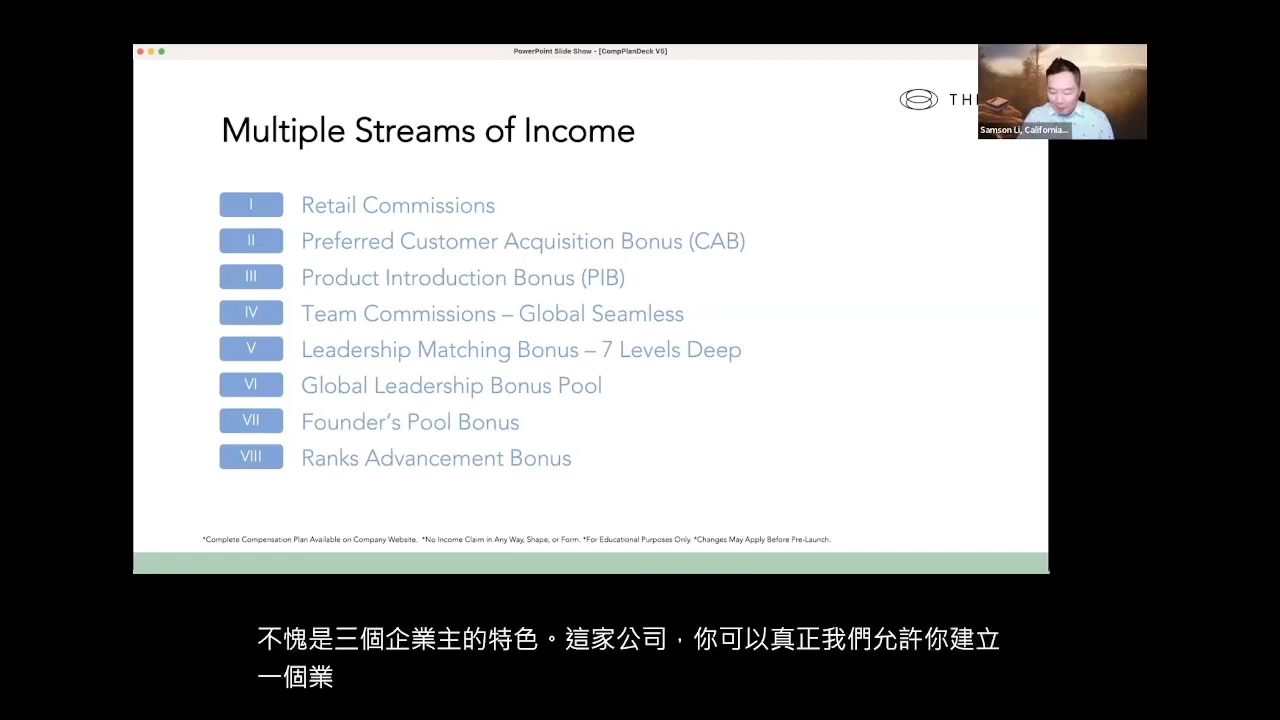 PowerPoint Slide Show - [CompPlanDeck V5]
Samson Li, California...
Multiple Streams of Income
I Retail Commissions
II Preferred Customer Acquisition Bonus (CAB)
III Product Introduction Bonus (PIB)
IV Team Commissions – Global Seamless
V Leadership Matching Bonus – 7 Levels Deep
VI Global Leadership Bonus Pool
VII Founder's Pool Bonus
VIII Ranks Advancement Bonus
*Complete Compensation Plan Available on Company Website. *No Income Claim in Any Way, Shape, or Form. *For Educational Purposes Only. *Changes May Apply Before Pre-Launch.
不愧是三個企業主的特色。這家公司，你可以真正我們允許你建立
一個業